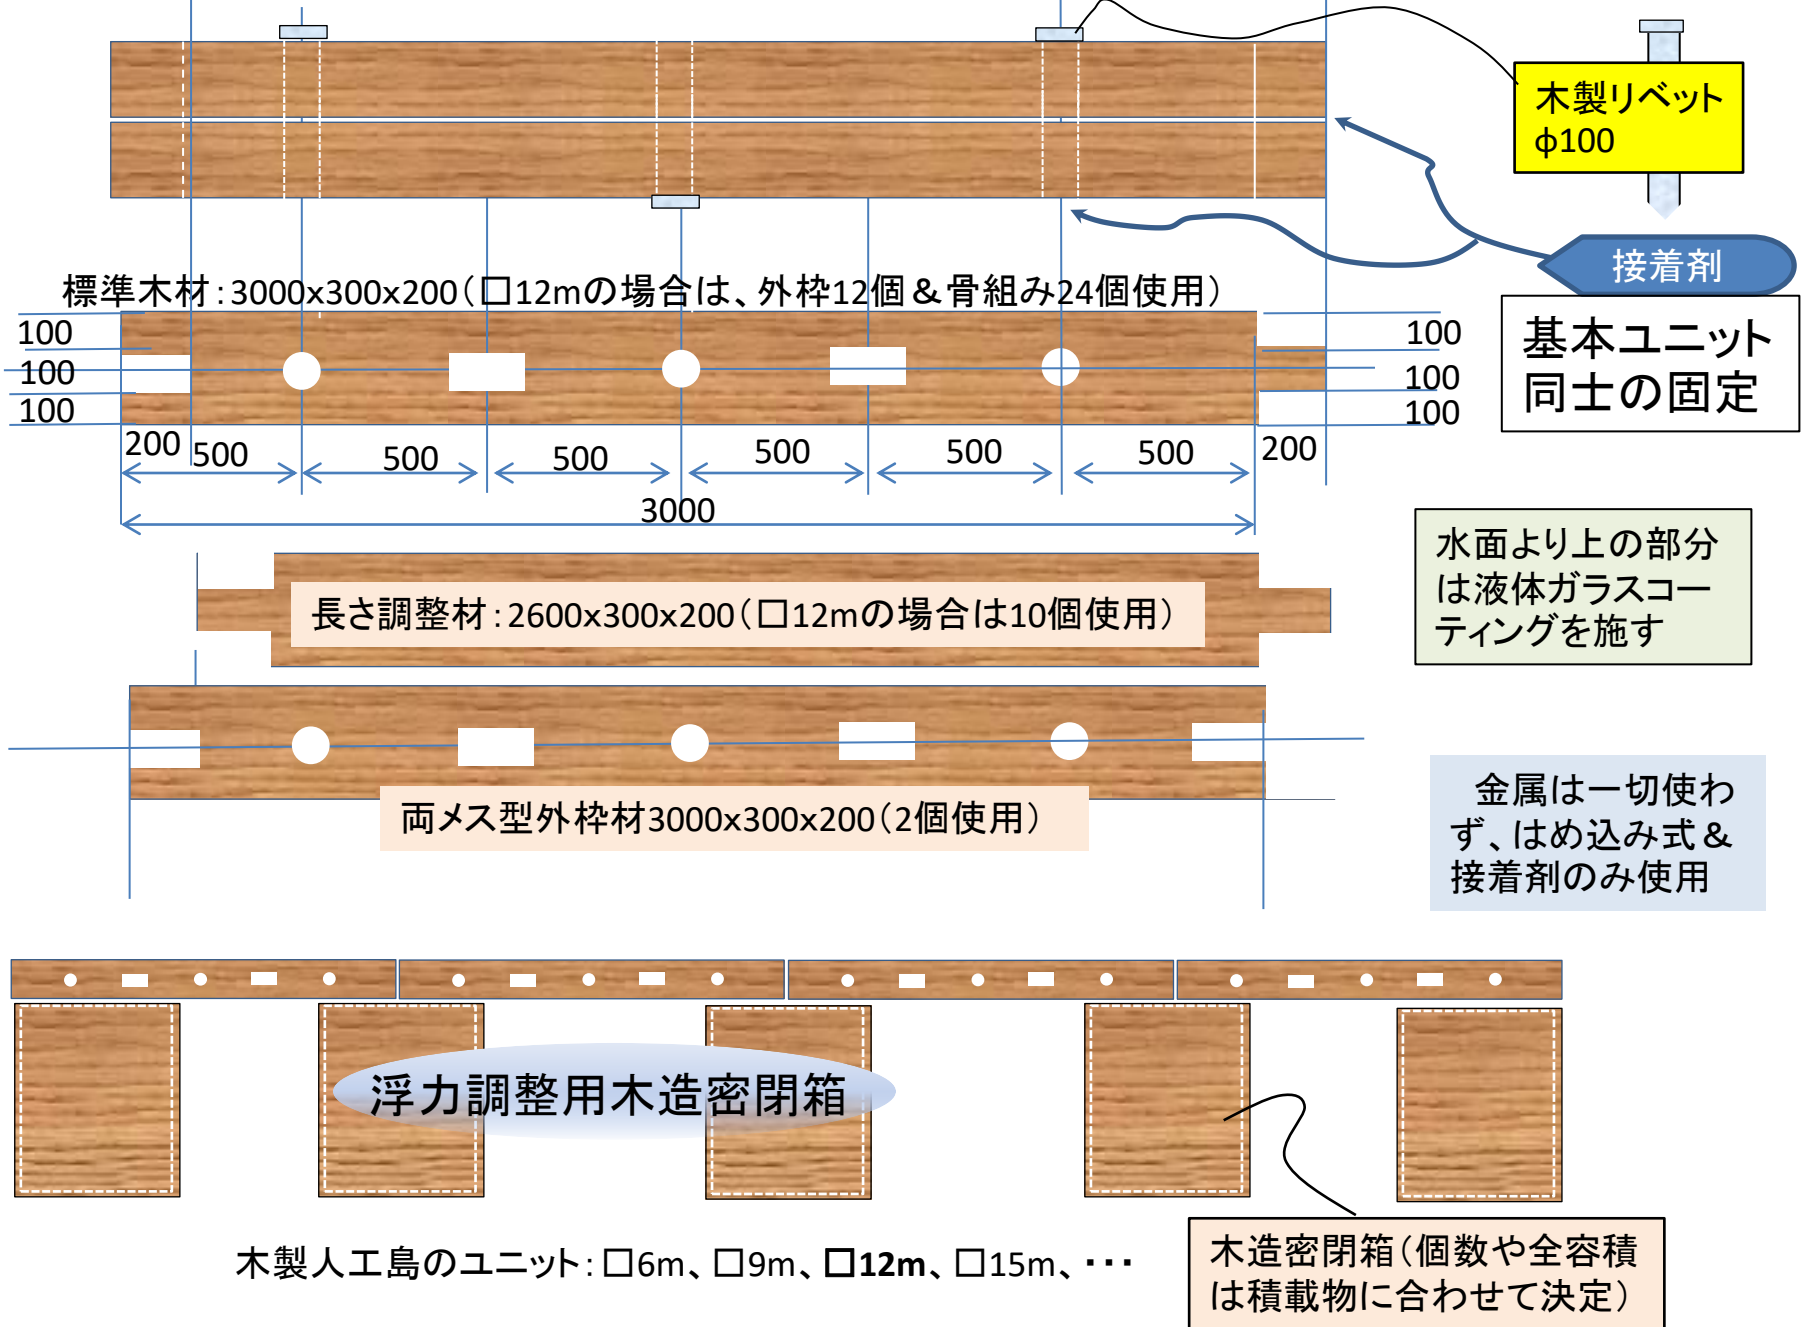 木製リベット
φ100
接着剤
標準木材：3000x300x200（□12mの場合は、外枠12個＆骨組み24個使用）
100
100
100
100
100
100
200
500
500
500
500
500
500
200
3000
基本ユニット
同士の固定
長さ調整材：2600x300x200（□12mの場合は10個使用）
水面より上の部分
は液体ガラスコー
ティングを施す
両メス型外枠材3000x300x200（2個使用）
金属は一切使わ
ず、はめ込み式＆
接着剤のみ使用
浮力調整用木造密閉箱
木製人工島のユニット：□6m、□9m、□12m、□15m、・・・
木造密閉箱（個数や全容積
は積載物に合わせて決定）